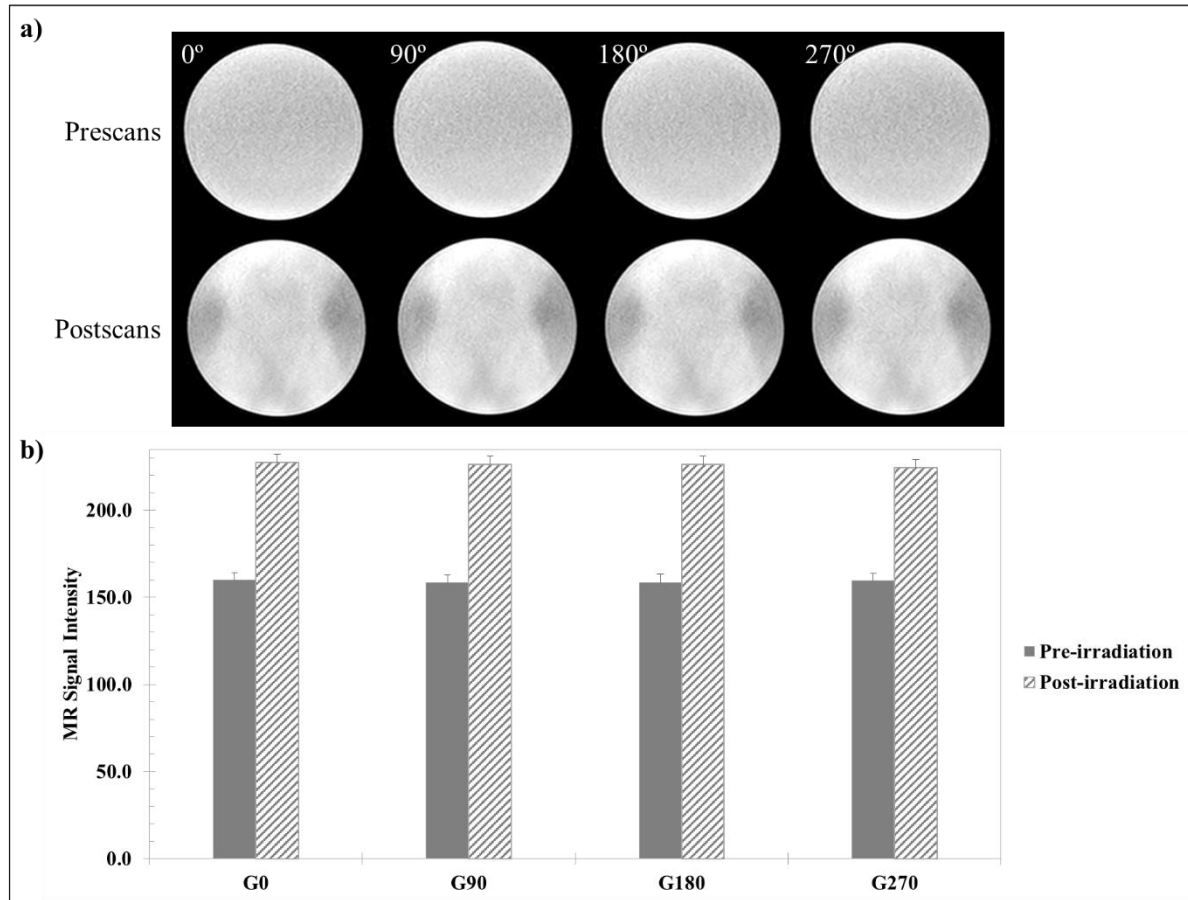 a)
0º 90º 180º 270º
Prescans
Postscans
b)
200.0
150.0
100.0
50.0
0.0
MR Signal Intensity
G0 G90 G180 G270
Pre-irradiation
Post-irradiation